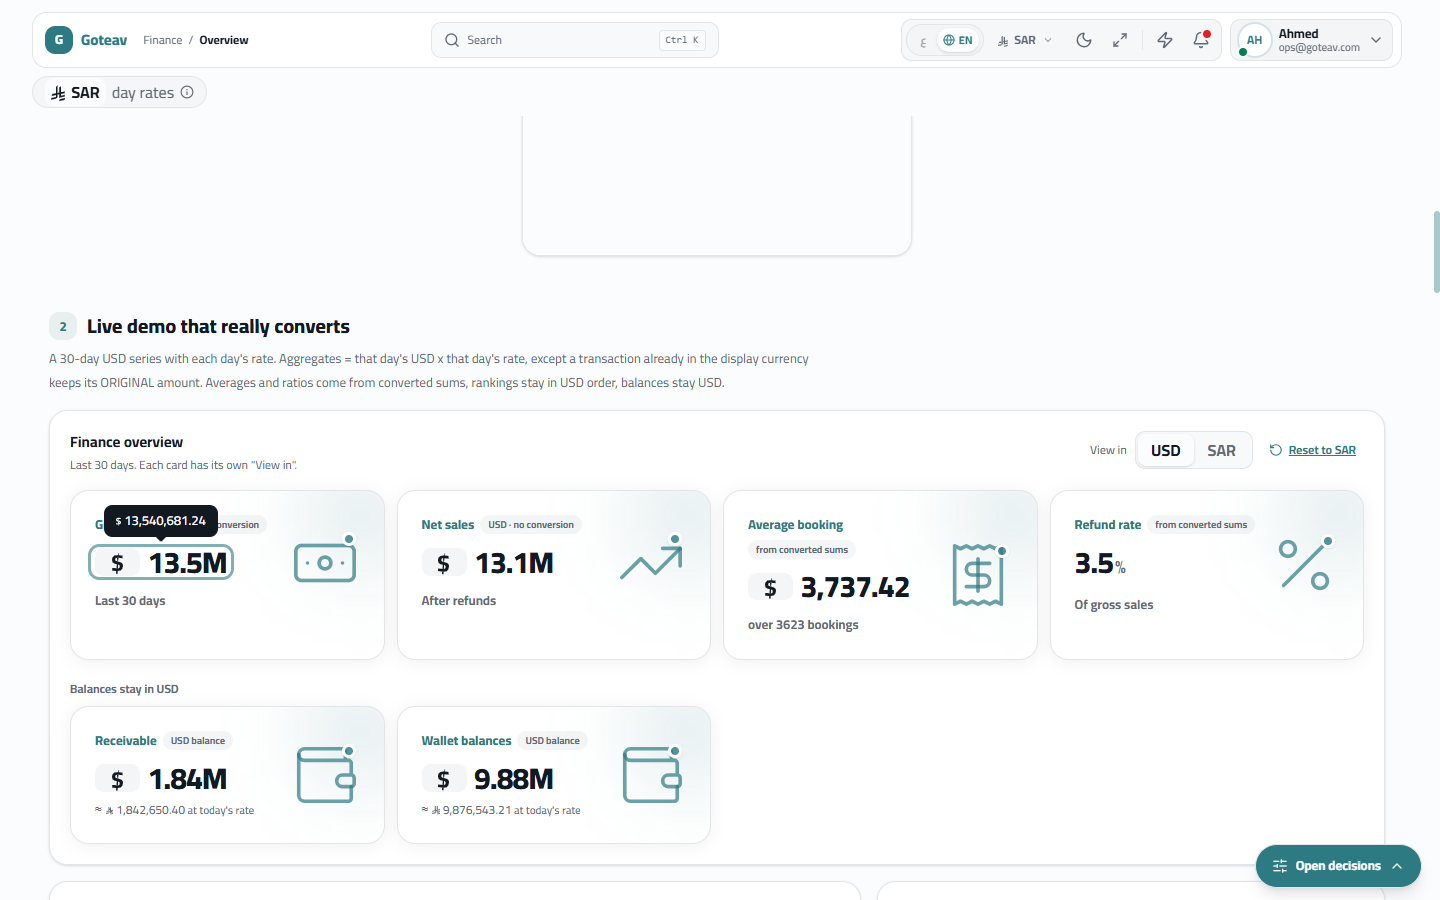 G Goteav Finance / Overview
Search Ctrl K
ع EN SAR
AH Ahmed
ops@goteav.com
SAR day rates
2 Live demo that really converts
A 30-day USD series with each day's rate. Aggregates = that day's USD x that day's rate, except a transaction already in the display currency
keeps its ORIGINAL amount. Averages and ratios come from converted sums, rankings stay in USD order, balances stay USD.
Finance overview
Last 30 days. Each card has its own "View in".
View in USD SAR Reset to SAR
$ 13,540,681.24
$ 13.5M
Last 30 days
Net sales USD · no conversion
$ 13.1M
After refunds
Average booking
from converted sums
$ 3,737.42
over 3623 bookings
Refund rate from converted sums
3.5%
Of gross sales
Balances stay in USD
Receivable USD balance
$ 1.84M
≈ 1,842,650.40 at today's rate
Wallet balances USD balance
$ 9.88M
≈ 9,876,543.21 at today's rate
Open decisions